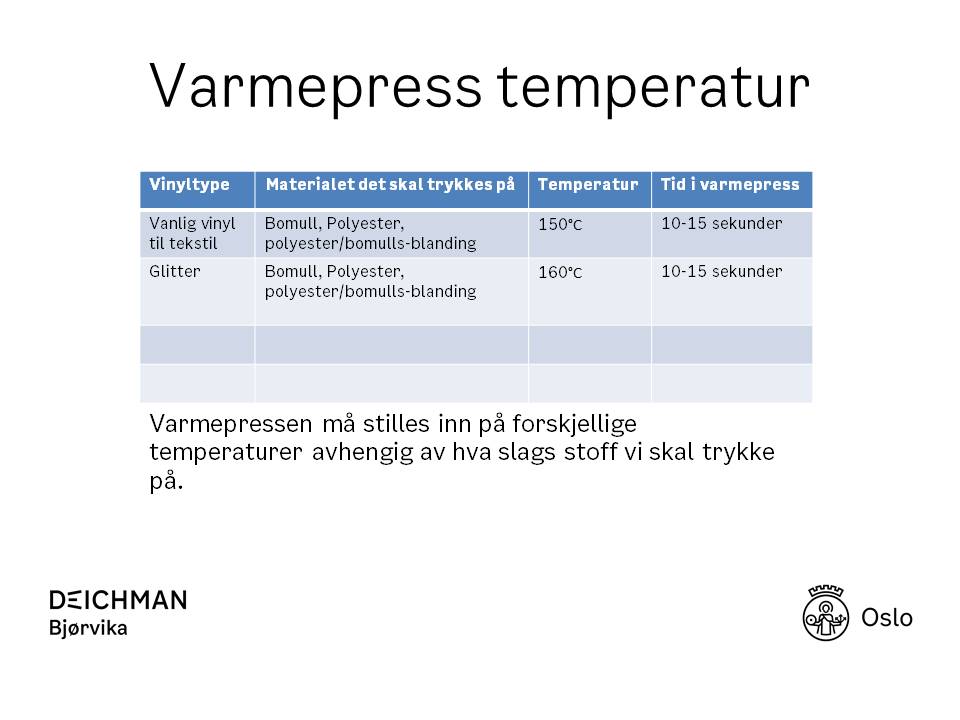 Varmepress temperatur
Vinyltype Materialet det skal trykkes på Temperatur Tid i varmepress
Vanlig vinyl til tekstil Bomull, Polyester, polyester/bomulls-blanding 150°C 10-15 sekunder
Glitter Bomull, Polyester, polyester/bomulls-blanding 160°C 10-15 sekunder
Varmepressen må stilles inn på forskjellige
temperaturer avhengig av hva slags stoff vi skal trykke
på.
DEICHMAN
Bjørvika
Oslo